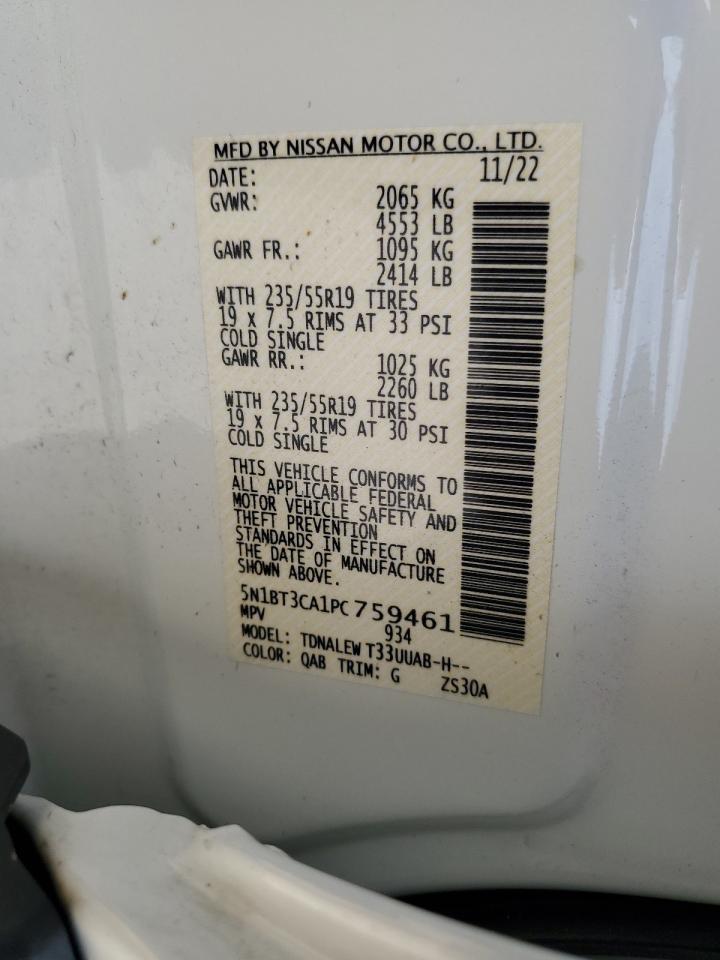 MFD BY NISSAN MOTOR CO., LTD.
DATE: 11/22
GVWR: 2065 KG
4553 LB
GAWR FR.: 1095 KG
2414 LB
WITH 235/55R19 TIRES
19 x 7.5 RIMS AT 33 PSI
COLD SINGLE
GAWR RR.: 1025 KG
2260 LB
WITH 235/55R19 TIRES
19 x 7.5 RIMS AT 30 PSI
COLD SINGLE
THIS VEHICLE CONFORMS TO
ALL APPLICABLE FEDERAL
MOTOR VEHICLE SAFETY AND
THEFT PREVENTION
STANDARDS IN EFFECT ON
THE DATE OF MANUFACTURE
SHOWN ABOVE.
5N1BT3CA1PC759461
MPV 934
MODEL: TDNALEW T33UUAB-H--
COLOR: QAB TRIM: G ZS30A